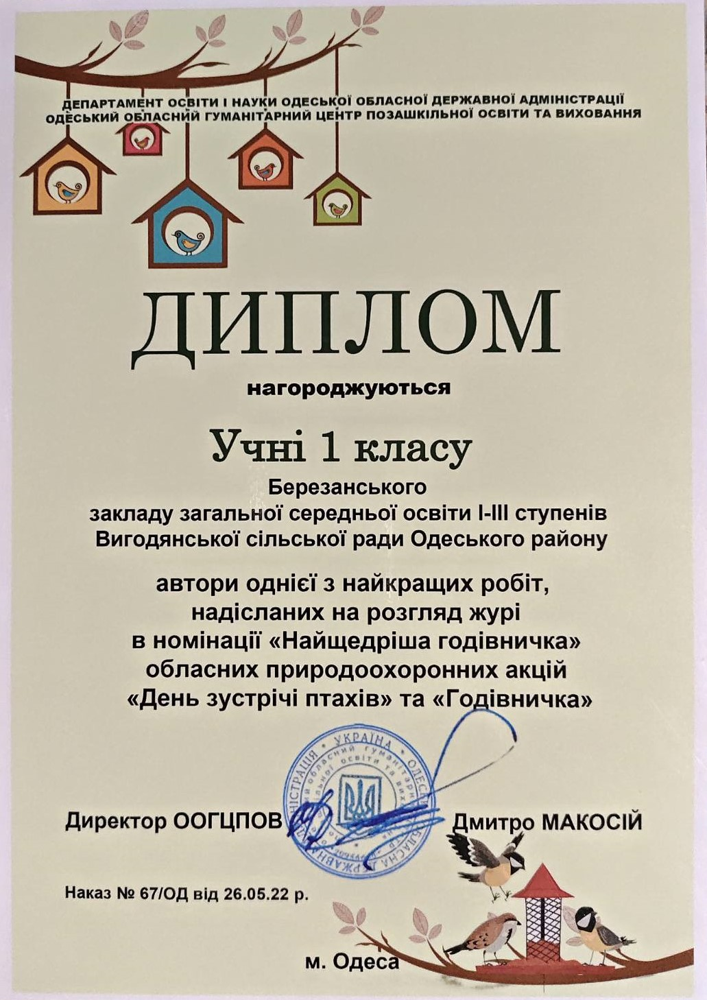 ДЕПАРТАМЕНТ ОСВІТИ І НАУКИ ОДЕСЬКОЇ ОБЛАСНОЇ ДЕРЖАВНОЇ АДМІНІСТРАЦІЇ
ОДЕСЬКИЙ ОБЛАСНИЙ ГУМАНІТАРНИЙ ЦЕНТР ПОЗАШКІЛЬНОЇ ОСВІТИ ТА ВИХОВАННЯ
ДИПЛОМ
нагороджуються
Учні 1 класу
Березанського
закладу загальної середньої освіти І-ІІІ ступенів
Вигодянської сільської ради Одеського району
автори однієї з найкращих робіт,
надісланих на розгляд журі
в номінації «Найщедріша годівничка»
обласних природоохоронних акцій
«День зустрічі птахів» та «Годівничка»
УКРАЇНА
Директор ООГЦПОВ Дмитро МАКОСІЙ
Наказ № 67/ОД від 26.05.22 р.
м. Одеса